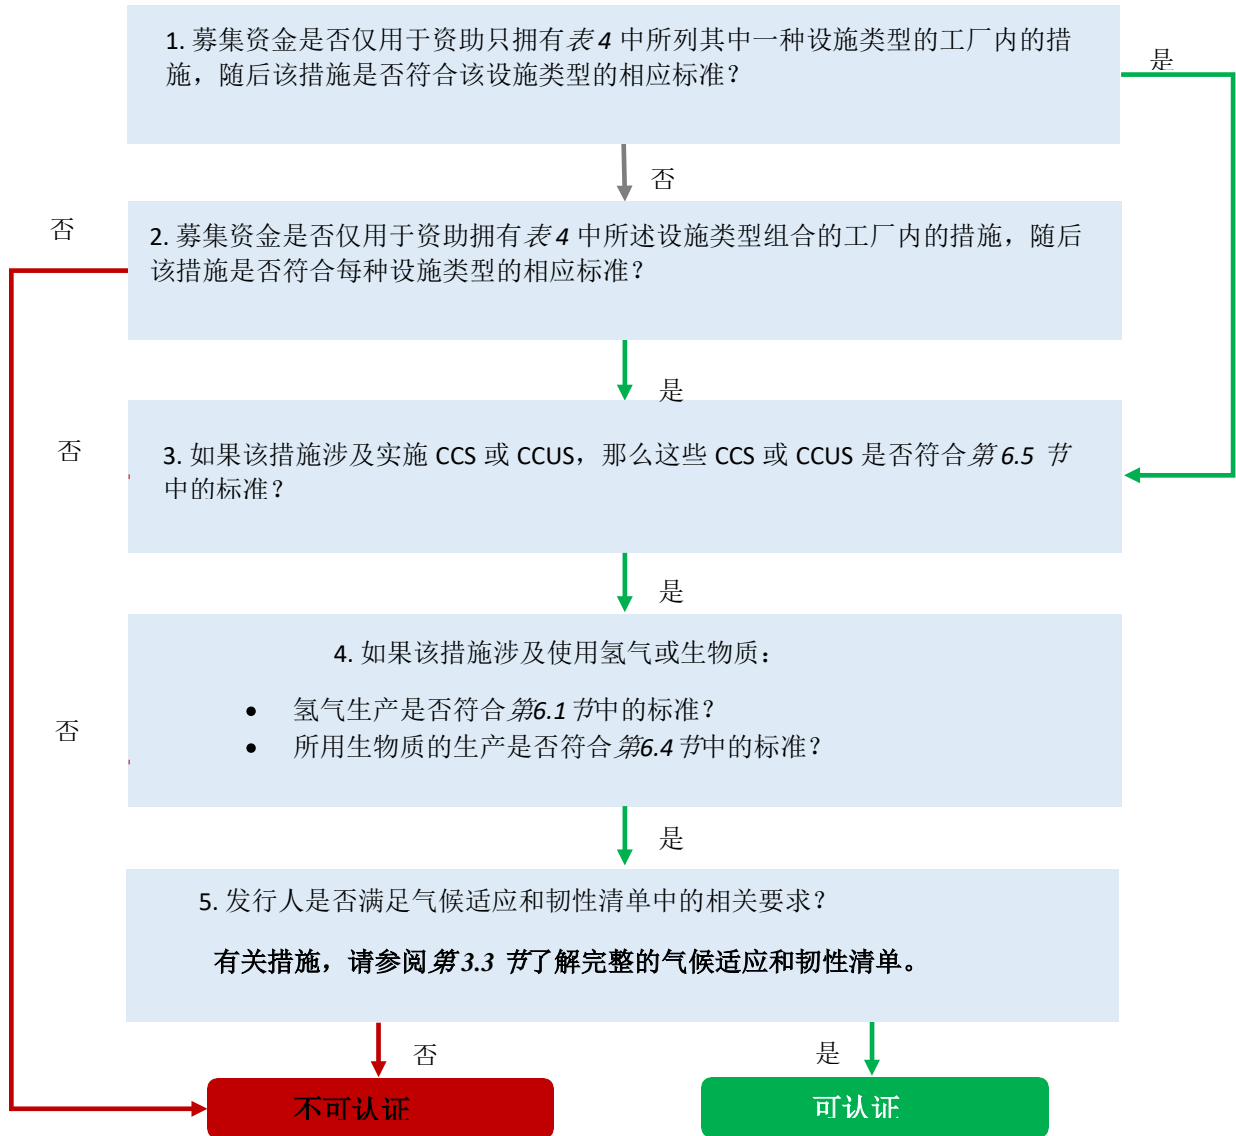 1. 募集资金是否仅用于资助只拥有表 4 中所列其中一种设施类型的工厂内的措
施，随后该措施是否符合该设施类型的相应标准？
是
否
否
2. 募集资金是否仅用于资助拥有表 4 中所述设施类型组合的工厂内的措施，随后
该措施是否符合每种设施类型的相应标准？
是
否
3. 如果该措施涉及实施 CCS 或 CCUS，那么这些 CCS 或 CCUS 是否符合第 6.5 节
中的标准？
是
否
4. 如果该措施涉及使用氢气或生物质：
• 氢气生产是否符合第6.1节中的标准？
• 所用生物质的生产是否符合第6.4节中的标准？
是
5. 发行人是否满足气候适应和韧性清单中的相关要求？
有关措施，请参阅第 3.3 节了解完整的气候适应和韧性清单。
否
是
不可认证
可认证